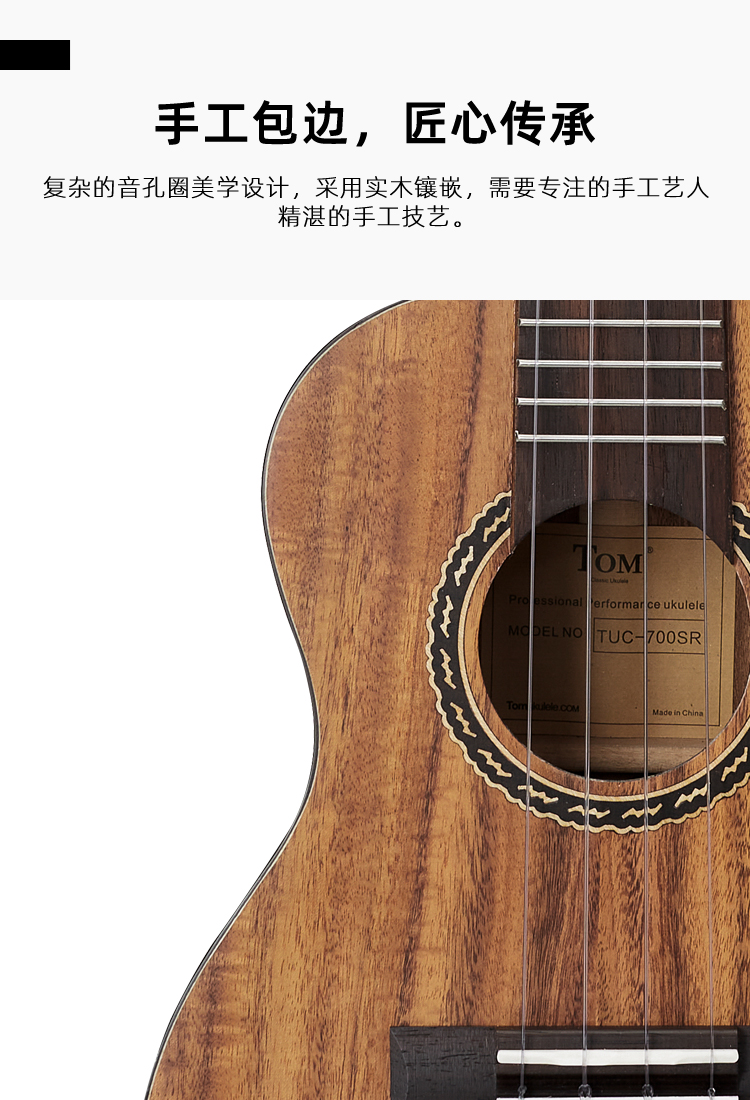 手工包边，匠心传承
复杂的音孔圈美学设计，采用实木镶嵌，需要专注的手工艺人
精湛的手工技艺。
TOM®
Classic Ukulele
Professional Performance ukulele
MODEL NO TUC-700SR
Tomukulele.COM
Made in China